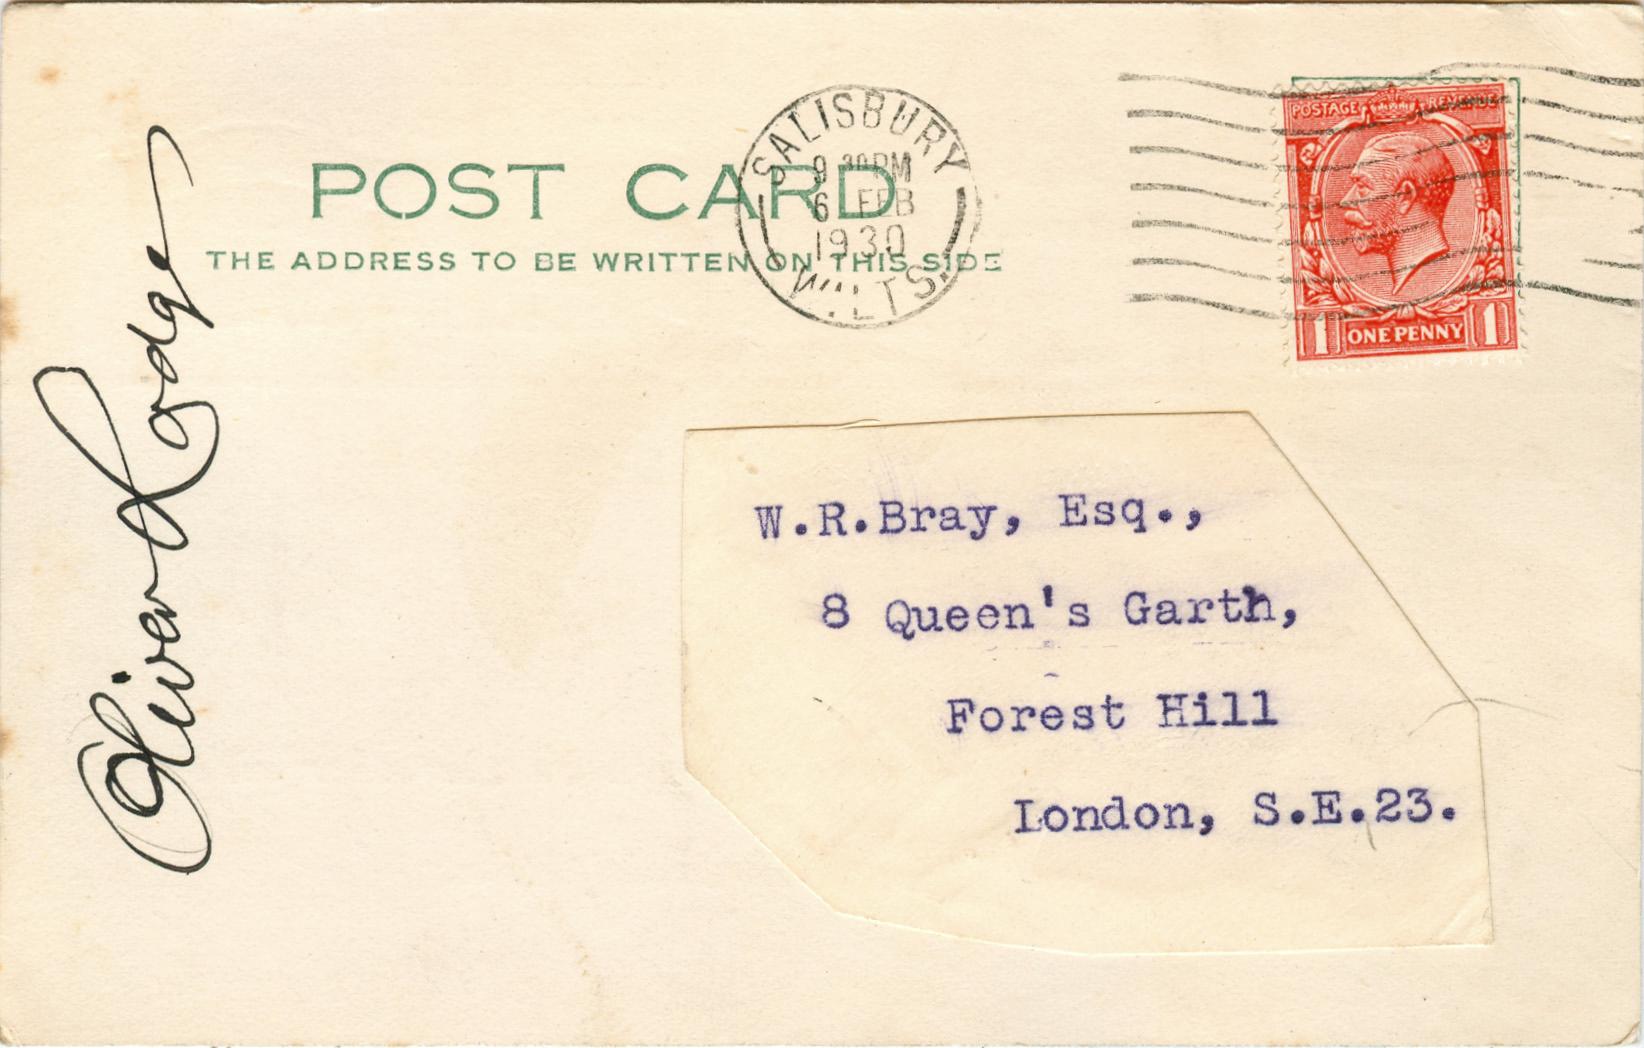 POST CARD
THE ADDRESS TO BE WRITTEN ON THIS SIDE
SALISBURY
9 30 PM
6 FEB
1930
WILTS.
POSTAGE REVENUE
1 ONE PENNY 1
Oliver Lodge
W.R.Bray, Esq.,
8 Queen's Garth,
Forest Hill
London, S.E.23.